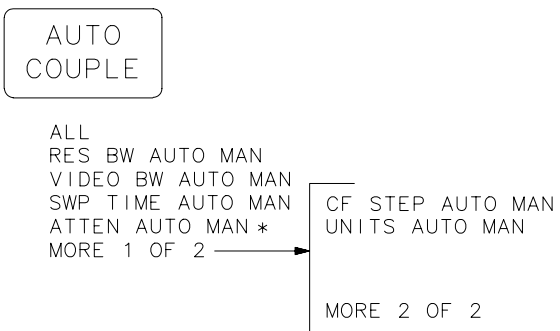 AUTO
COUPLE
ALL
RES BW AUTO MAN
VIDEO BW AUTO MAN
SWP TIME AUTO MAN
ATTEN AUTO MAN *
MORE 1 OF 2
CF STEP AUTO MAN
UNITS AUTO MAN
MORE 2 OF 2